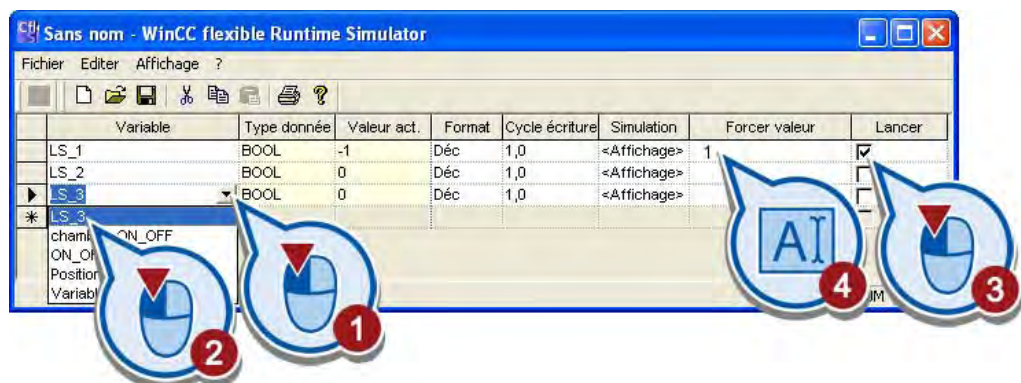 Sans nom - WinCC flexible Runtime Simulator
Fichier Editer Affichage ?
Variable Type donnée Valeur act. Format Cycle écriture Simulation Forcer valeur Lancer
LS_1 BOOL -1 Déc 1,0 <Affichage> 1
LS_2 BOOL 0 Déc 1,0 <Affichage>
LS_3 BOOL 0 Déc 1,0 <Affichage>
LS_3
ON_OFF
Position
A
1
2
3
4